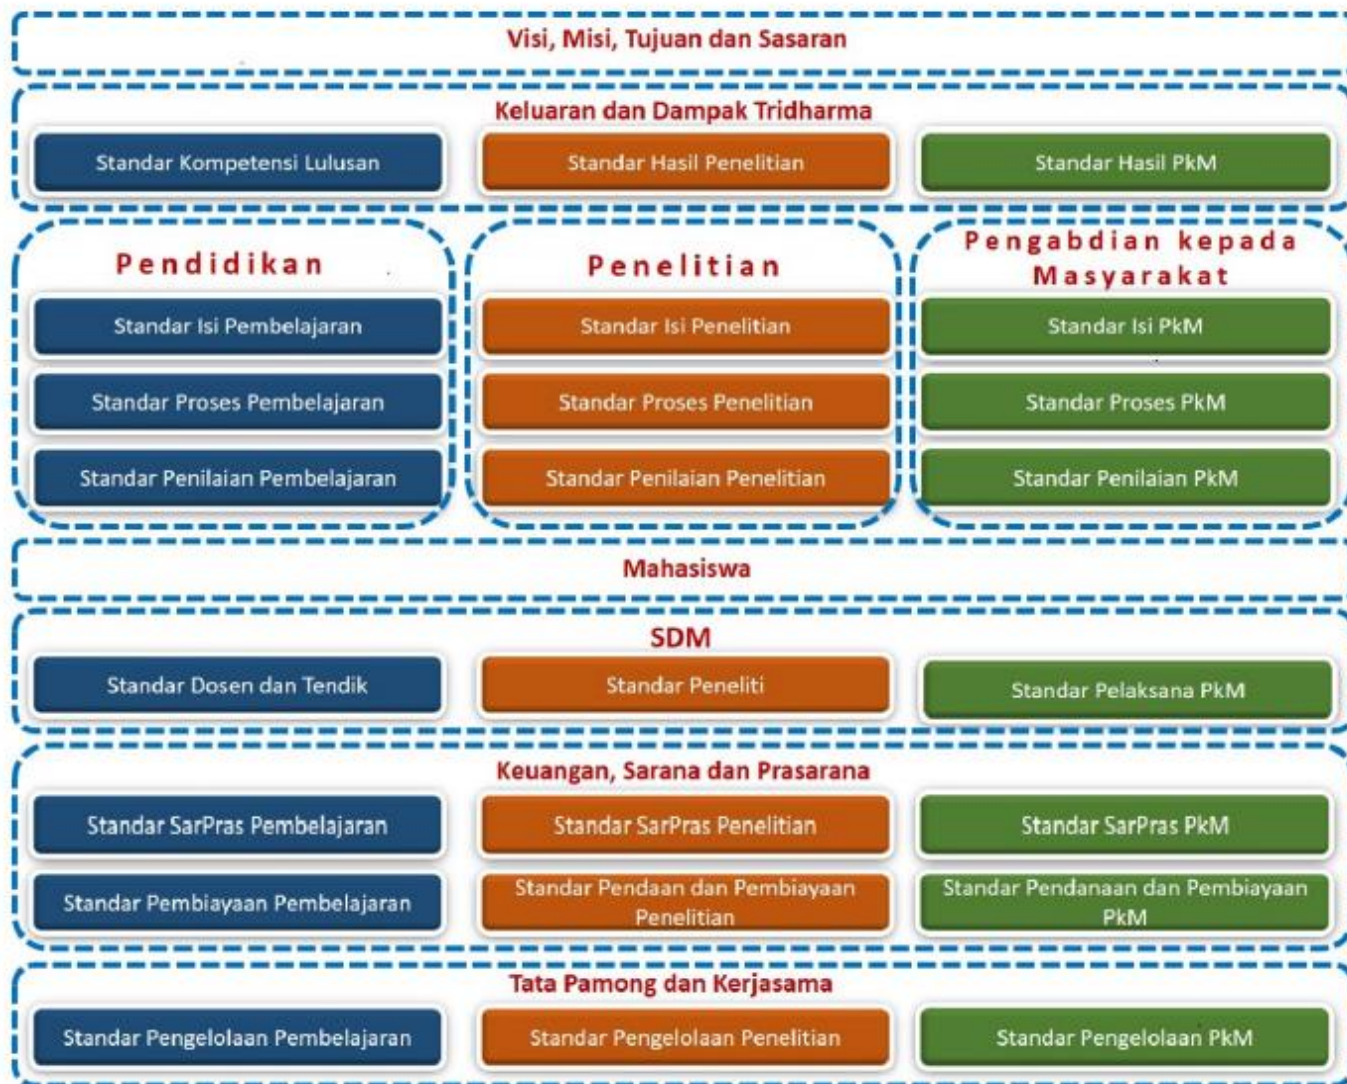 Visi, Misi, Tujuan dan Sasaran
Keluaran dan Dampak Tridharma
Standar Kompetensi Lulusan
Standar Hasil Penelitian
Standar Hasil PkM
Pendidikan
Standar Isi Pembelajaran
Standar Proses Pembelajaran
Standar Penilaian Pembelajaran
Penelitian
Standar Isi Penelitian
Standar Proses Penelitian
Standar Penilaian Penelitian
Pengabdian kepada
Masyarakat
Standar Isi PkM
Standar Proses PkM
Standar Penilaian PkM
Mahasiswa
SDM
Standar Dosen dan Tendik
Standar Peneliti
Standar Pelaksana PkM
Keuangan, Sarana dan Prasarana
Standar SarPras Pembelajaran
Standar SarPras Penelitian
Standar SarPras PkM
Standar Pembiayaan Pembelajaran
Standar Pendaan dan Pembiayaan
Penelitian
Standar Pendanaan dan Pembiayaan
PkM
Tata Pamong dan Kerjasama
Standar Pengelolaan Pembelajaran
Standar Pengelolaan Penelitian
Standar Pengelolaan PkM